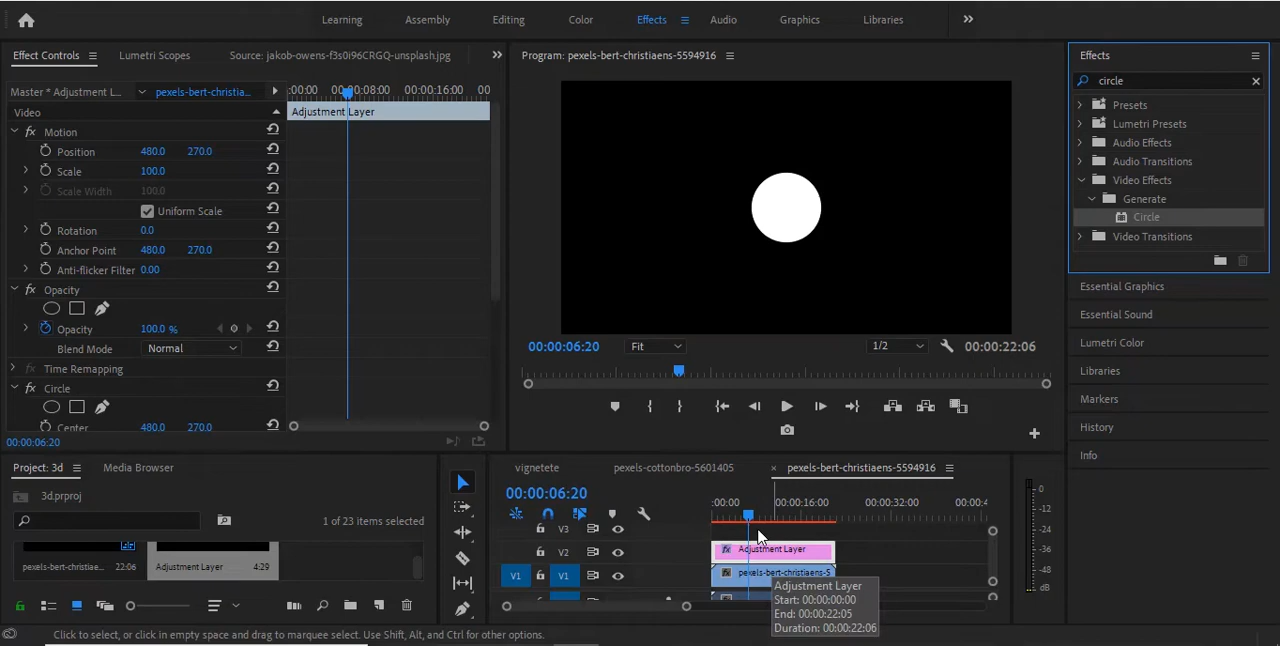 Learning Assembly Editing Color Effects Audio Graphics Libraries
Effect Controls Lumetri Scopes Source: jakob-owens-f3s0i96CRGQ-unsplash.jpg
Master * Adjustment L... pexels-bert-christia... :00:00 00:00:08:00 00:00:16:00 00
Video Adjustment Layer
fx Motion
Position 480.0 270.0
Scale 100.0
Scale Width 100.0
Uniform Scale
Rotation 0.0
Anchor Point 480.0 270.0
Anti-flicker Filter 0.00
fx Opacity
Opacity 100.0 %
Blend Mode Normal
fx Time Remapping
fx Circle
Center 480.0 270.0
00:00:06:20
Program: pexels-bert-christiaens-5594916
00:00:06:20 Fit 1/2 00:00:22:06
Effects
circle
Presets
Lumetri Presets
Audio Effects
Audio Transitions
Video Effects
Generate
Circle
Video Transitions
Essential Graphics
Essential Sound
Lumetri Color
Libraries
Markers
History
Info
Project: 3d Media Browser
3d.prproj
1 of 23 items selected
pexels-bert-christiae... 22:06 Adjustment Layer 4:29
vignetete pexels-cottonbro-5601405 × pexels-bert-christiaens-5594916
00:00:06:20 :00:00 00:00:16:00 00:00:32:00 00:00:4
V3
V2 fx Adjustment Layer
V1 V1 pexels-bert-christiaens-5
Adjustment Layer
Start: 00:00:00:00
End: 00:00:22:05
Duration: 00:00:22:06
0
-12
-24
-36
-48
dB
Click to select, or click in empty space and drag to marquee select. Use Shift, Alt, and Ctrl for other options.